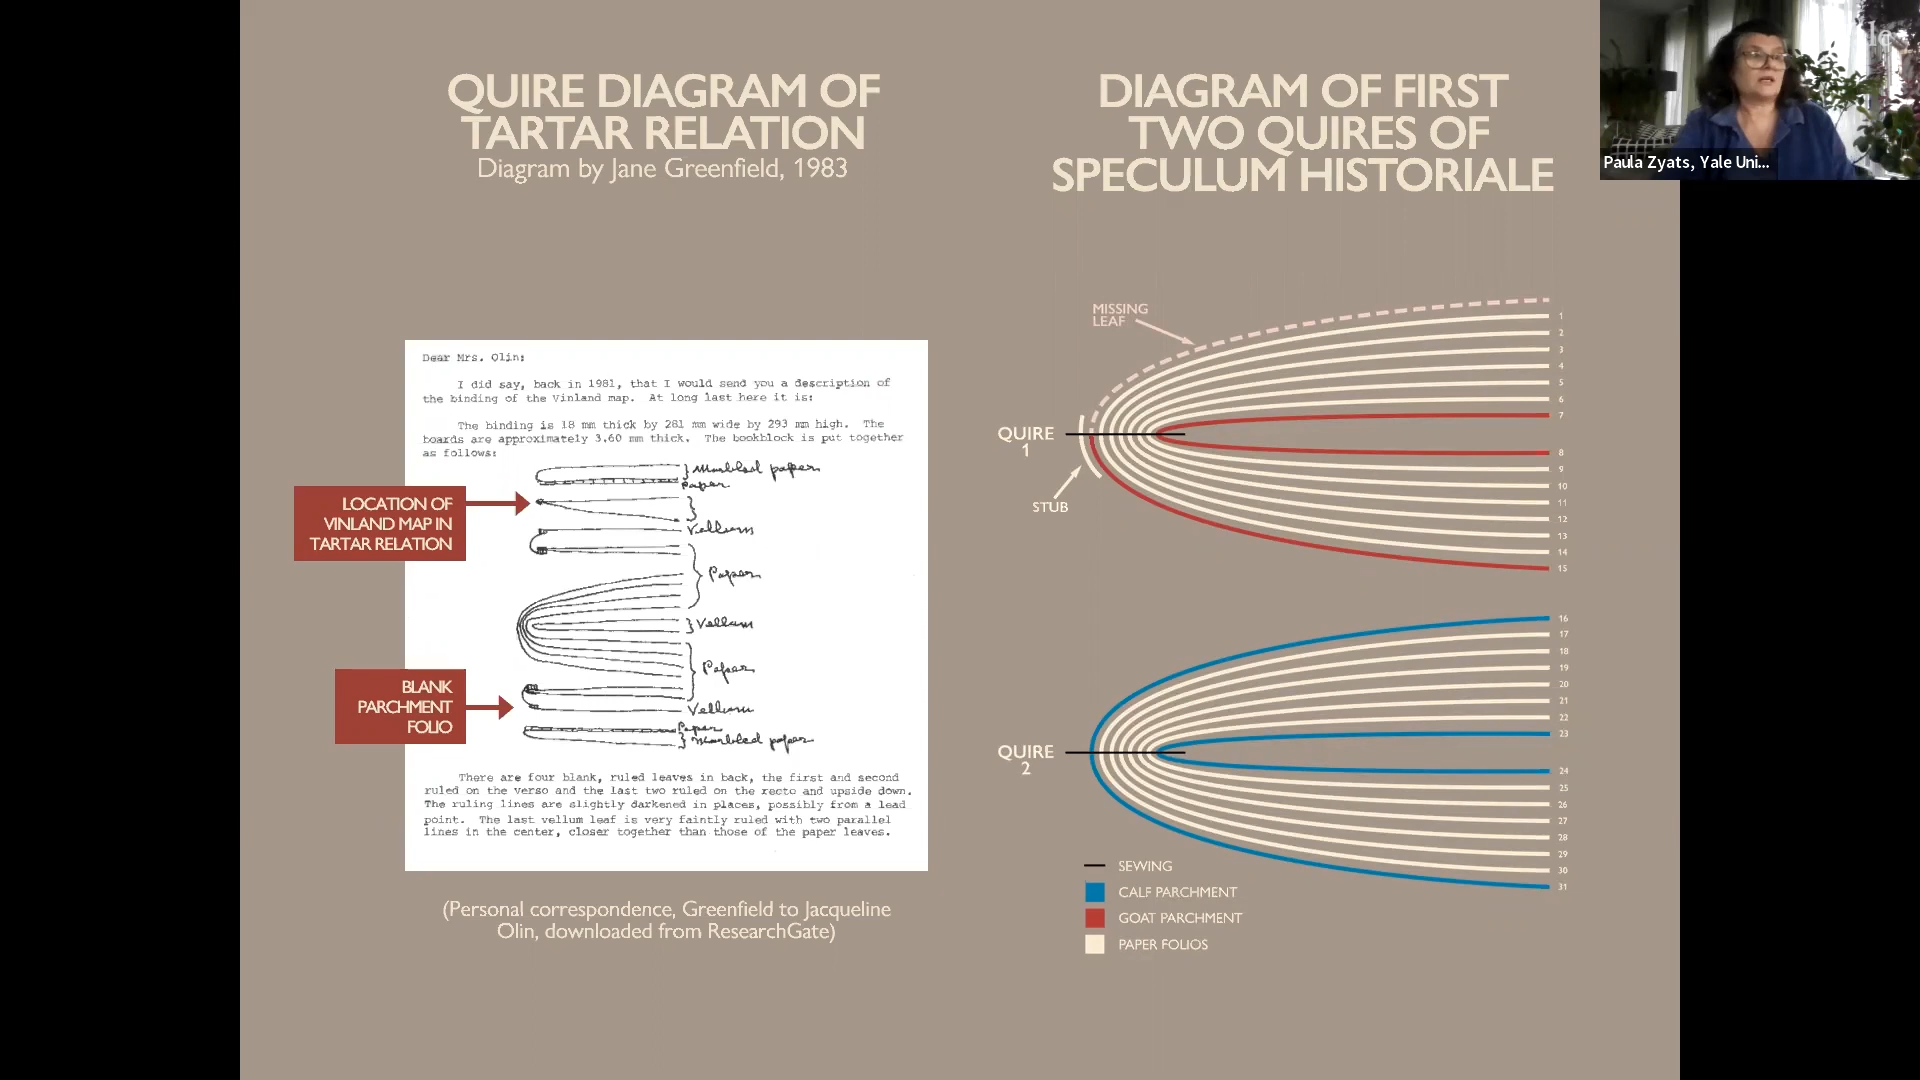 QUIRE DIAGRAM OF
TARTAR RELATION
Diagram by Jane Greenfield, 1983
Dear Mrs. Olin:
I did say, back in 1981, that I would send you a description of
the binding of the Vinland map. At long last here it is:
The binding is 18 mm thick by 281 mm wide by 293 mm high. The
boards are approximately 3.60 mm thick. The bookblock is put together
as follows:
Marbled paper
Paper
Vellum
Paper
Vellum
Paper
Vellum
Paper
Marbled paper
LOCATION OF
VINLAND MAP IN
TARTAR RELATION
BLANK
PARCHMENT
FOLIO
There are four blank, ruled leaves in back, the first and second
ruled on the verso and the last two ruled on the recto and upside down.
The ruling lines are slightly darkened in places, possibly from a lead
point. The last vellum leaf is very faintly ruled with two parallel
lines in the center, closer together than those of the paper leaves.
(Personal correspondence, Greenfield to Jacqueline
Olin, downloaded from ResearchGate)
DIAGRAM OF FIRST
TWO QUIRES OF
SPECULUM HISTORIALE
MISSING
LEAF
QUIRE
1
STUB
1
2
3
4
5
6
7
8
9
10
11
12
13
14
15
QUIRE
2
16
17
18
19
20
21
22
23
24
25
26
27
28
29
30
31
SEWING
CALF PARCHMENT
GOAT PARCHMENT
PAPER FOLIOS
Paula Zyats, Yale Uni...